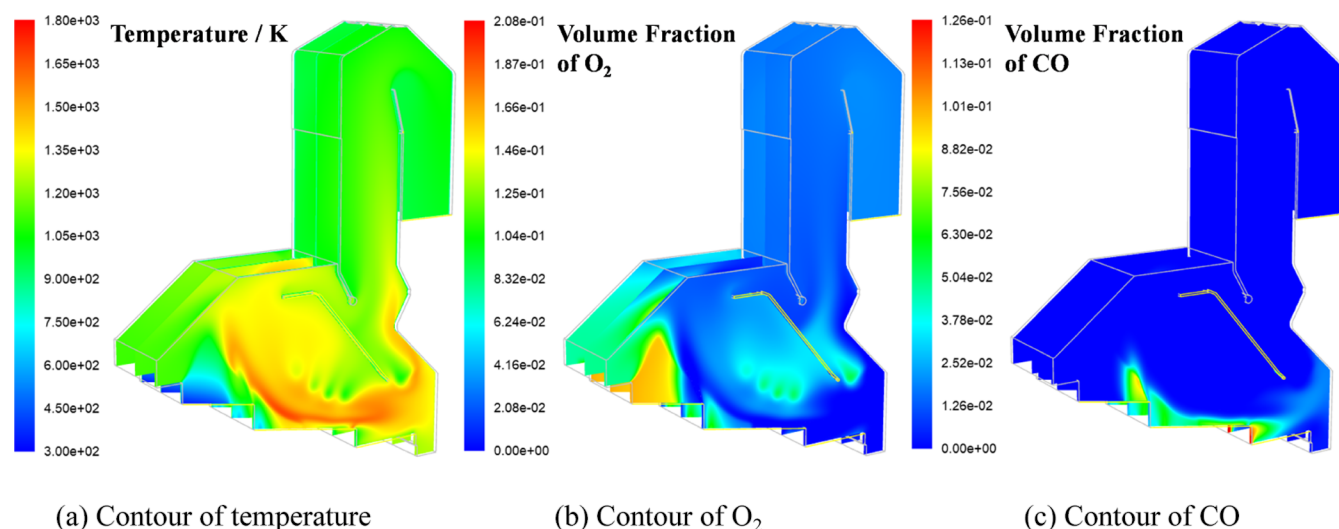 1.80e+03
1.65e+03
1.50e+03
1.35e+03
1.20e+03
1.05e+03
9.00e+02
7.50e+02
6.00e+02
4.50e+02
3.00e+02
Temperature / K
2.08e-01
1.87e-01
1.66e-01
1.46e-01
1.25e-01
1.04e-01
8.32e-02
6.24e-02
4.16e-02
2.08e-02
0.00e+00
Volume Fraction
of O₂
1.26e-01
1.13e-01
1.01e-01
8.82e-02
7.56e-02
6.30e-02
5.04e-02
3.78e-02
2.52e-02
1.26e-02
0.00e+00
Volume Fraction
of CO
(a) Contour of temperature
(b) Contour of O₂
(c) Contour of CO